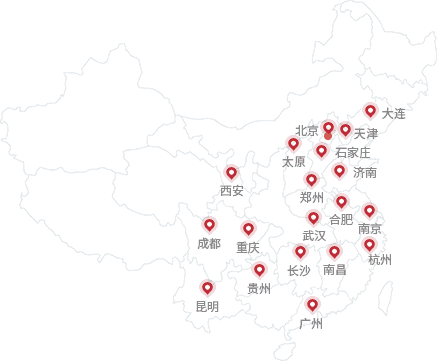 大连
北京
天津
石家庄
太原
济南
西安
郑州
合肥
南京
武汉
成都
重庆
杭州
长沙
南昌
贵州
昆明
广州